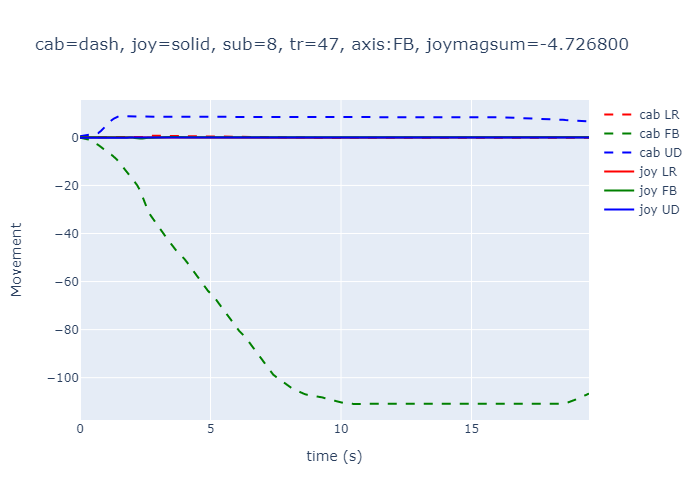 cab=dash, joy=solid, sub=8, tr=47, axis:FB, joymagsum=-4.726800
cab LR
cab FB
cab UD
joy LR
joy FB
joy UD
0
−20
−40
−60
−80
−100
Movement
0
5
10
15
time (s)